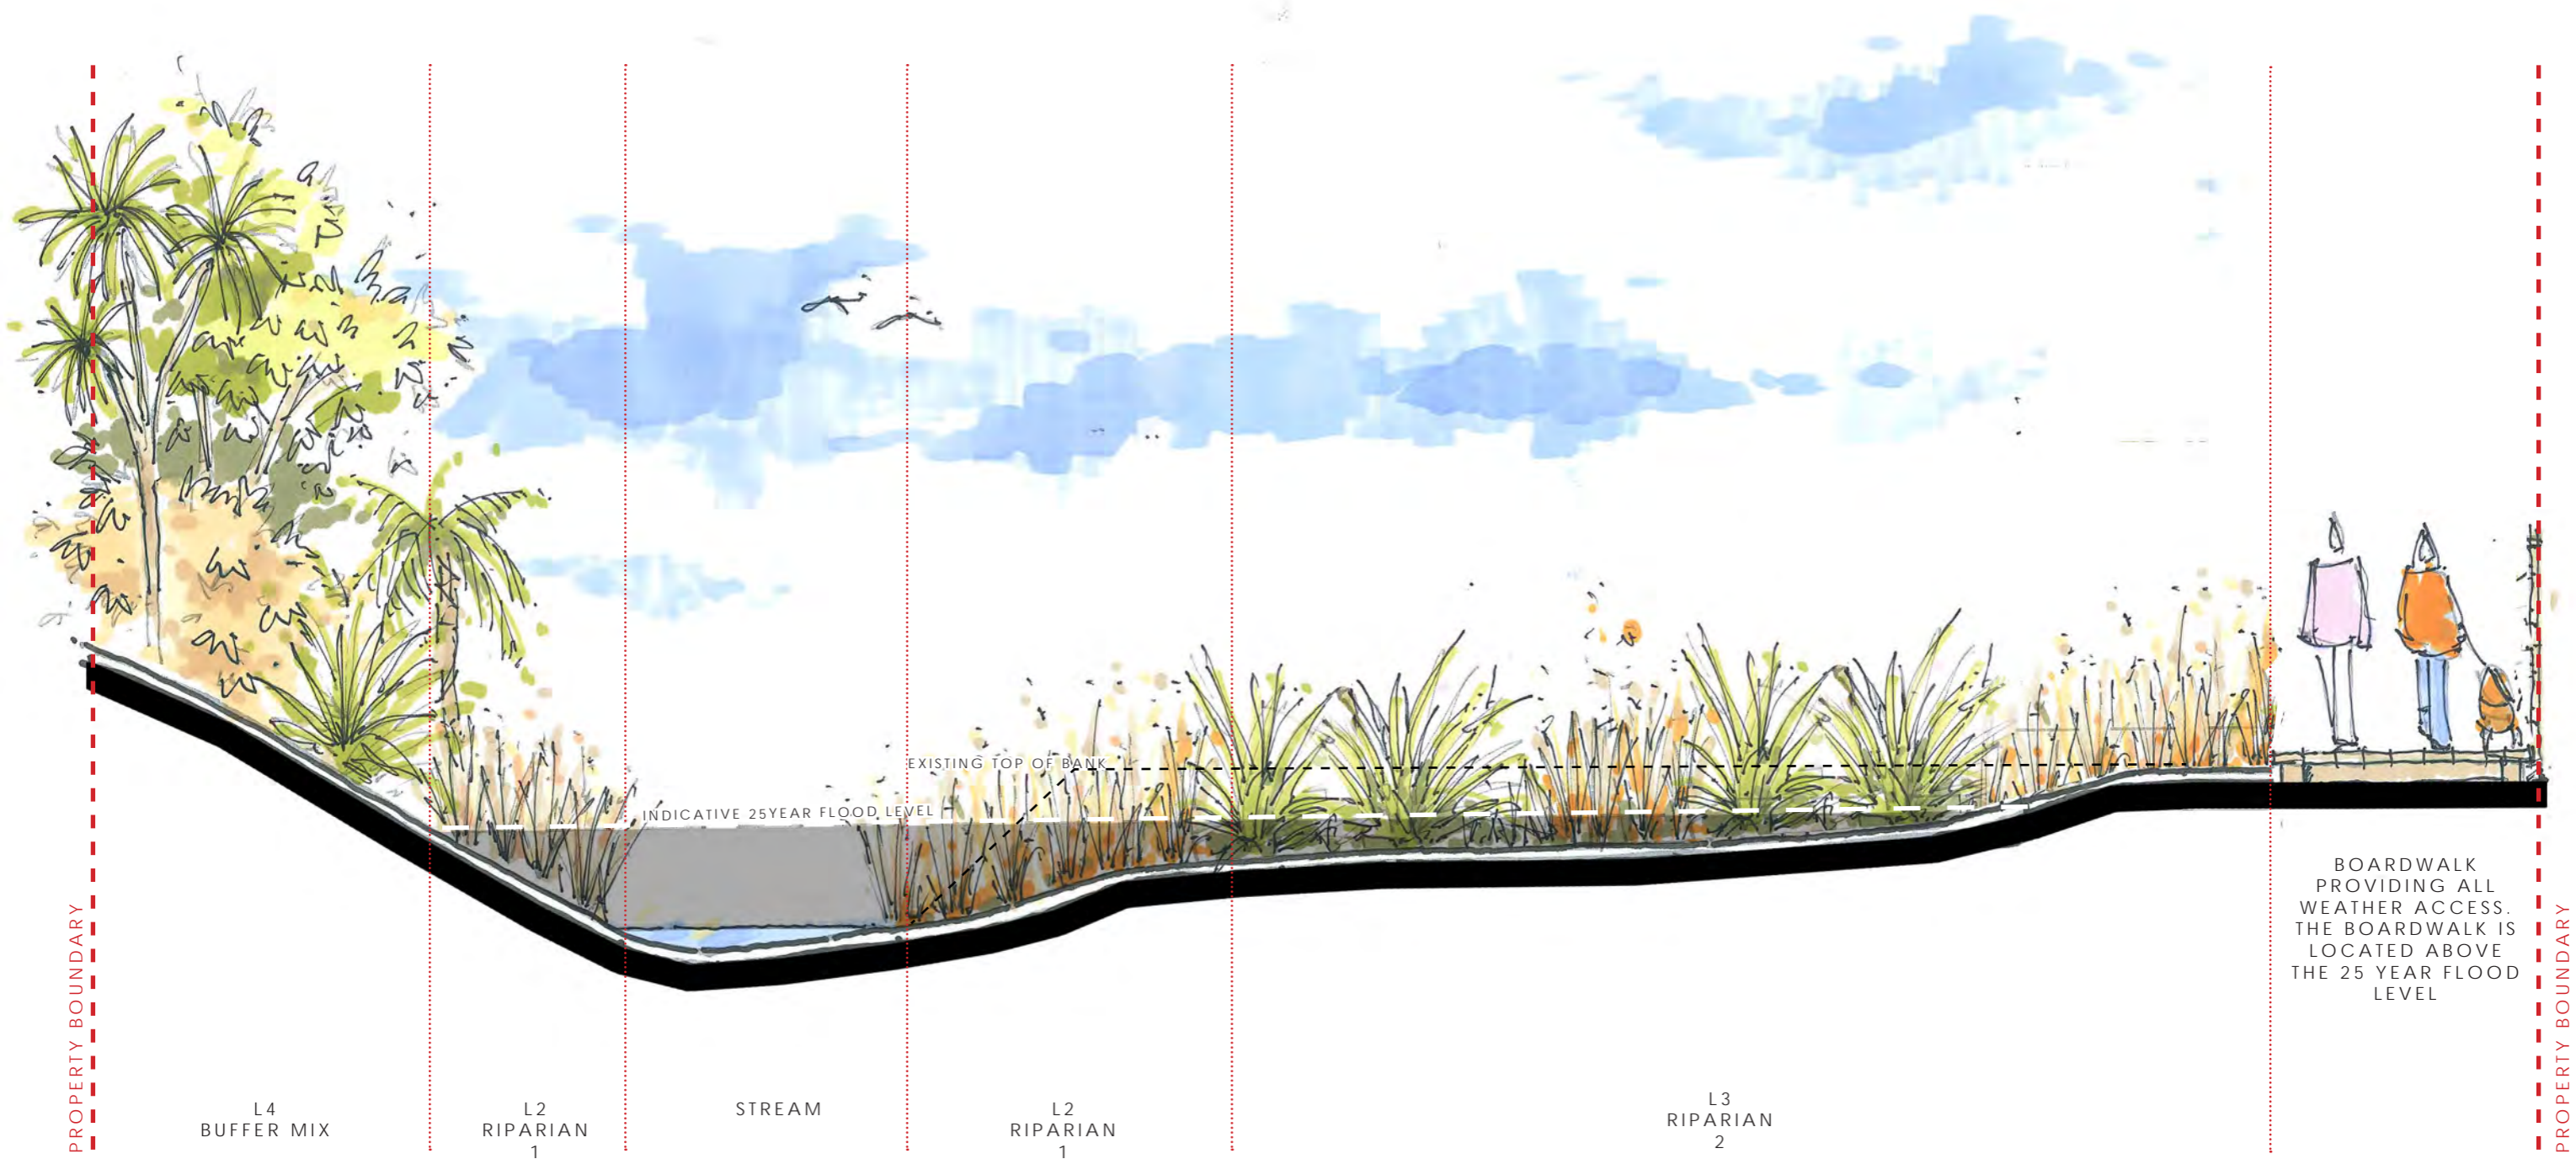 EXISTING TOP OF BANK
INDICATIVE 25YEAR FLOOD LEVEL
BOARDWALK
PROVIDING ALL
WEATHER ACCESS.
THE BOARDWALK IS
LOCATED ABOVE
THE 25 YEAR FLOOD
LEVEL
PROPERTY BOUNDARY
L4
BUFFER MIX
L2
RIPARIAN
1
STREAM
L2
RIPARIAN
1
L3
RIPARIAN
2
PROPERTY BOUNDARY